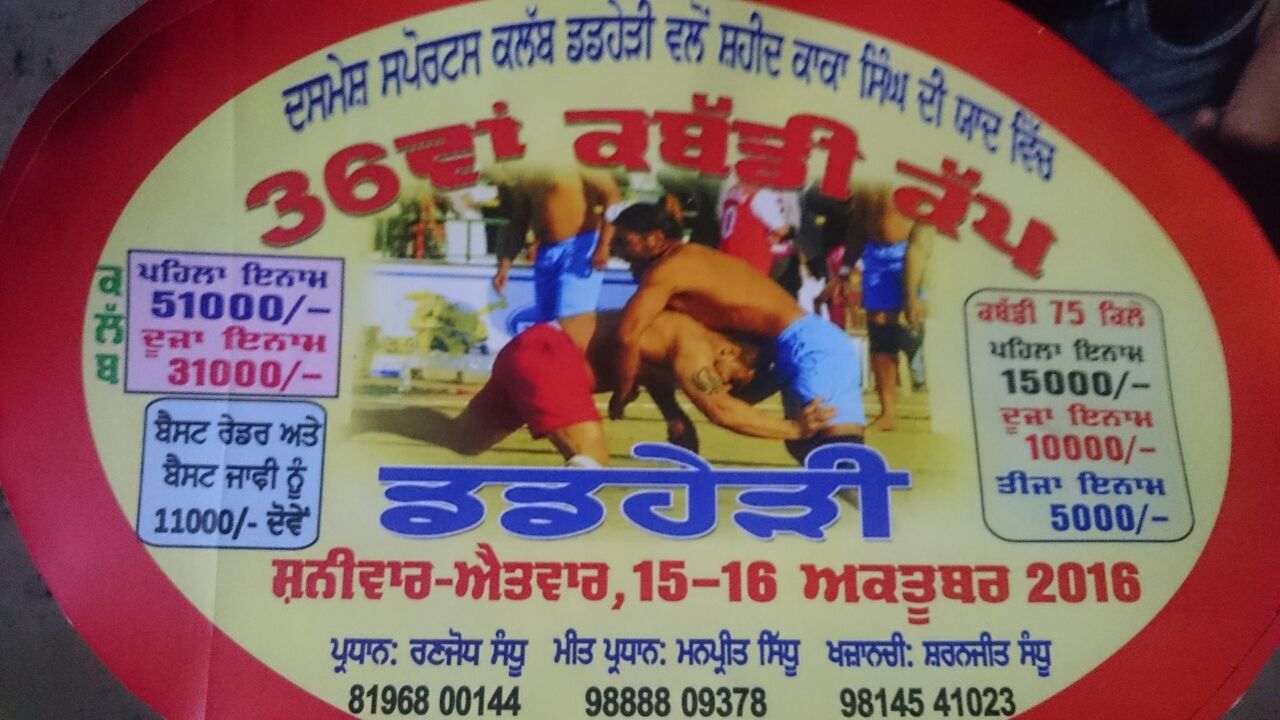 ਦਸਮੇਸ਼ ਸਪੋਰਟਸ ਕਲੱਬ ਡਡਹੇੜੀ ਵਲੋਂ ਸ਼ਹੀਦ ਕਾਕਾ ਸਿੰਘ ਦੀ ਯਾਦ ਵਿੱਚ
36ਵਾਂ ਕਬੱਡੀ ਕੱਪ
ਕਲੱਬ
ਪਹਿਲਾ ਇਨਾਮ
51000/-
ਦੂਜਾ ਇਨਾਮ
31000/-
ਬੈਸਟ ਰੇਡਰ ਅਤੇ
ਬੈਸਟ ਜਾਫੀ ਨੂੰ
11000/- ਦੋਵੇਂ
ਕਬੱਡੀ 75 ਕਿਲੋ
ਪਹਿਲਾ ਇਨਾਮ
15000/-
ਦੂਜਾ ਇਨਾਮ
10000/-
ਤੀਜਾ ਇਨਾਮ
5000/-
ਡਡਹੇੜੀ
ਸ਼ਨੀਵਾਰ-ਐਤਵਾਰ, 15-16 ਅਕਤੂਬਰ 2016
ਪ੍ਰਧਾਨ: ਰਣਜੋਧ ਸੰਧੂ ਮੀਤ ਪ੍ਰਧਾਨ: ਮਨਪ੍ਰੀਤ ਸਿੱਧੂ ਖਜ਼ਾਨਚੀ: ਸ਼ਰਨਜੀਤ ਸੰਧੂ
81968 00144 98888 09378 98145 41023